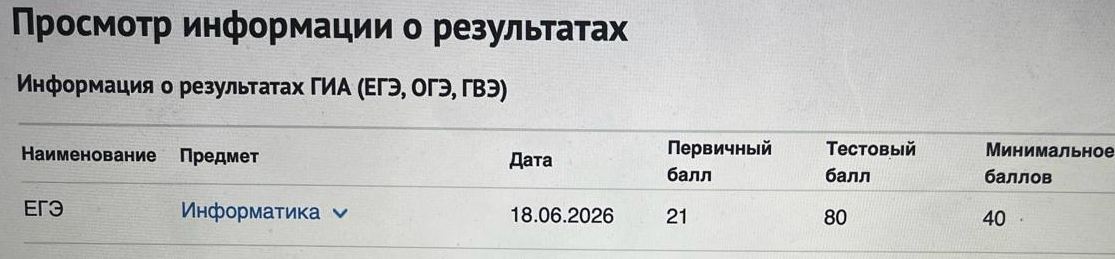 Просмотр информации о результатах
Информация о результатах ГИА (ЕГЭ, ОГЭ, ГВЭ)
Наименование Предмет Дата Первичный балл Тестовый балл Минимальное баллов
ЕГЭ Информатика 18.06.2026 21 80 40